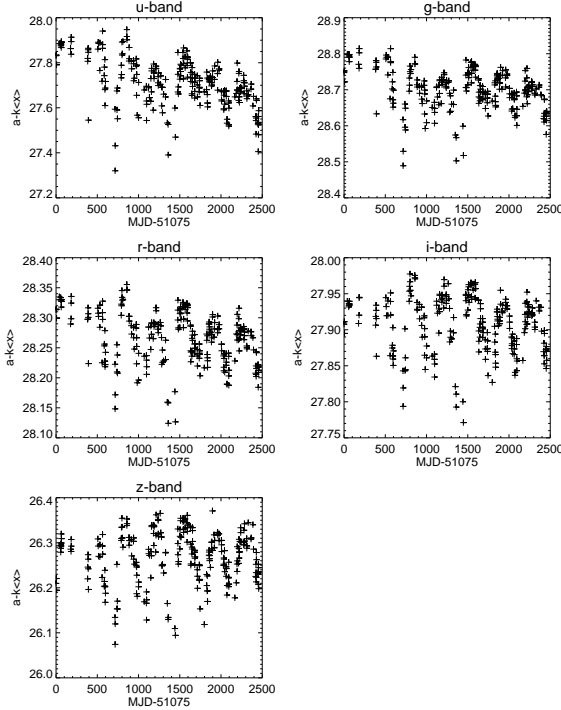 u-band
28.0
27.8
27.6
27.4
27.2
a-k<x>
0 500 1000 1500 2000 2500
MJD-51075
g-band
28.9
28.8
28.7
28.6
28.5
28.4
a-k<x>
0 500 1000 1500 2000 2500
MJD-51075
r-band
28.40
28.35
28.30
28.25
28.20
28.15
28.10
a-k<x>
0 500 1000 1500 2000 2500
MJD-51075
i-band
28.00
27.95
27.90
27.85
27.80
27.75
a-k<x>
0 500 1000 1500 2000 2500
MJD-51075
z-band
26.4
26.3
26.2
26.1
26.0
a-k<x>
0 500 1000 1500 2000 2500
MJD-51075